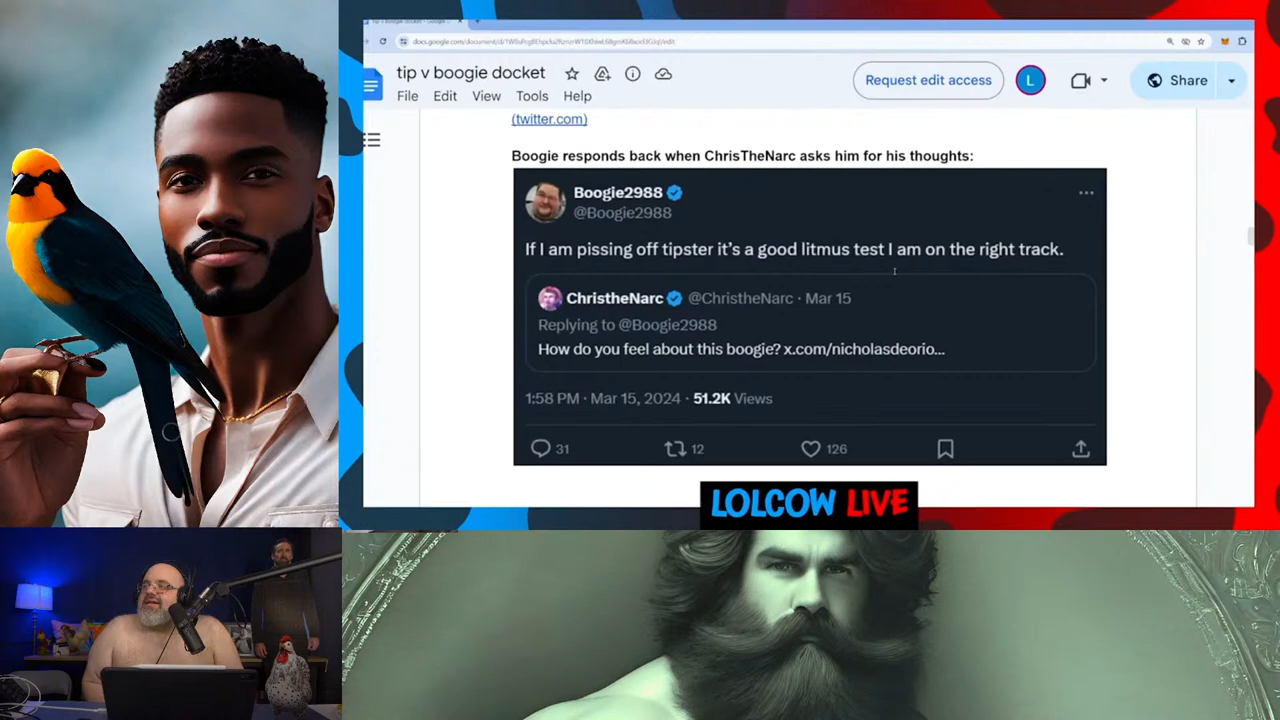 tip v boogie docket
Request edit access
L
Share
File Edit View Tools Help
(twitter.com)
Boogie responds back when ChrisTheNarc asks him for his thoughts:
Boogie2988
@Boogie2988
If I am pissing off tipster it's a good litmus test I am on the right track.
ChristheNarc @ChristheNarc · Mar 15
Replying to @Boogie2988
How do you feel about this boogie? x.com/nicholasdeorio...
1:58 PM · Mar 15, 2024 · 51.2K Views
31 12 126
LOLCOW LIVE